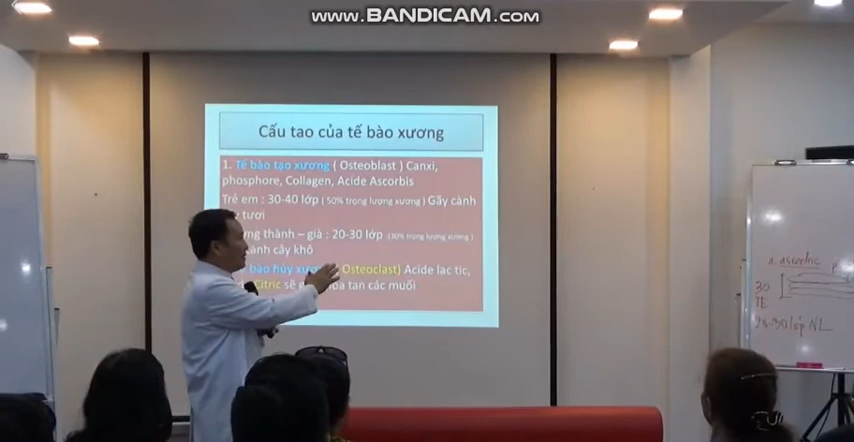 WWW.BANDICAM.COM
Cấu tao của tế bào xương
1. Tế bào tạo xương ( Osteoblast ) Canxi,
phosphore, Collagen, Acide Ascorbis
Trẻ em : 30-40 lớp ( 50% trọng lượng xương ) Gãy cành
tươi
thành – già : 20-30 lớp (30% trọng lượng xương )
cây khô
bào hủy Osteoclast) Acide lac tic,
Citric sẽ tan các muối
a. ascorbic
30
TE
20-30 lớp NL